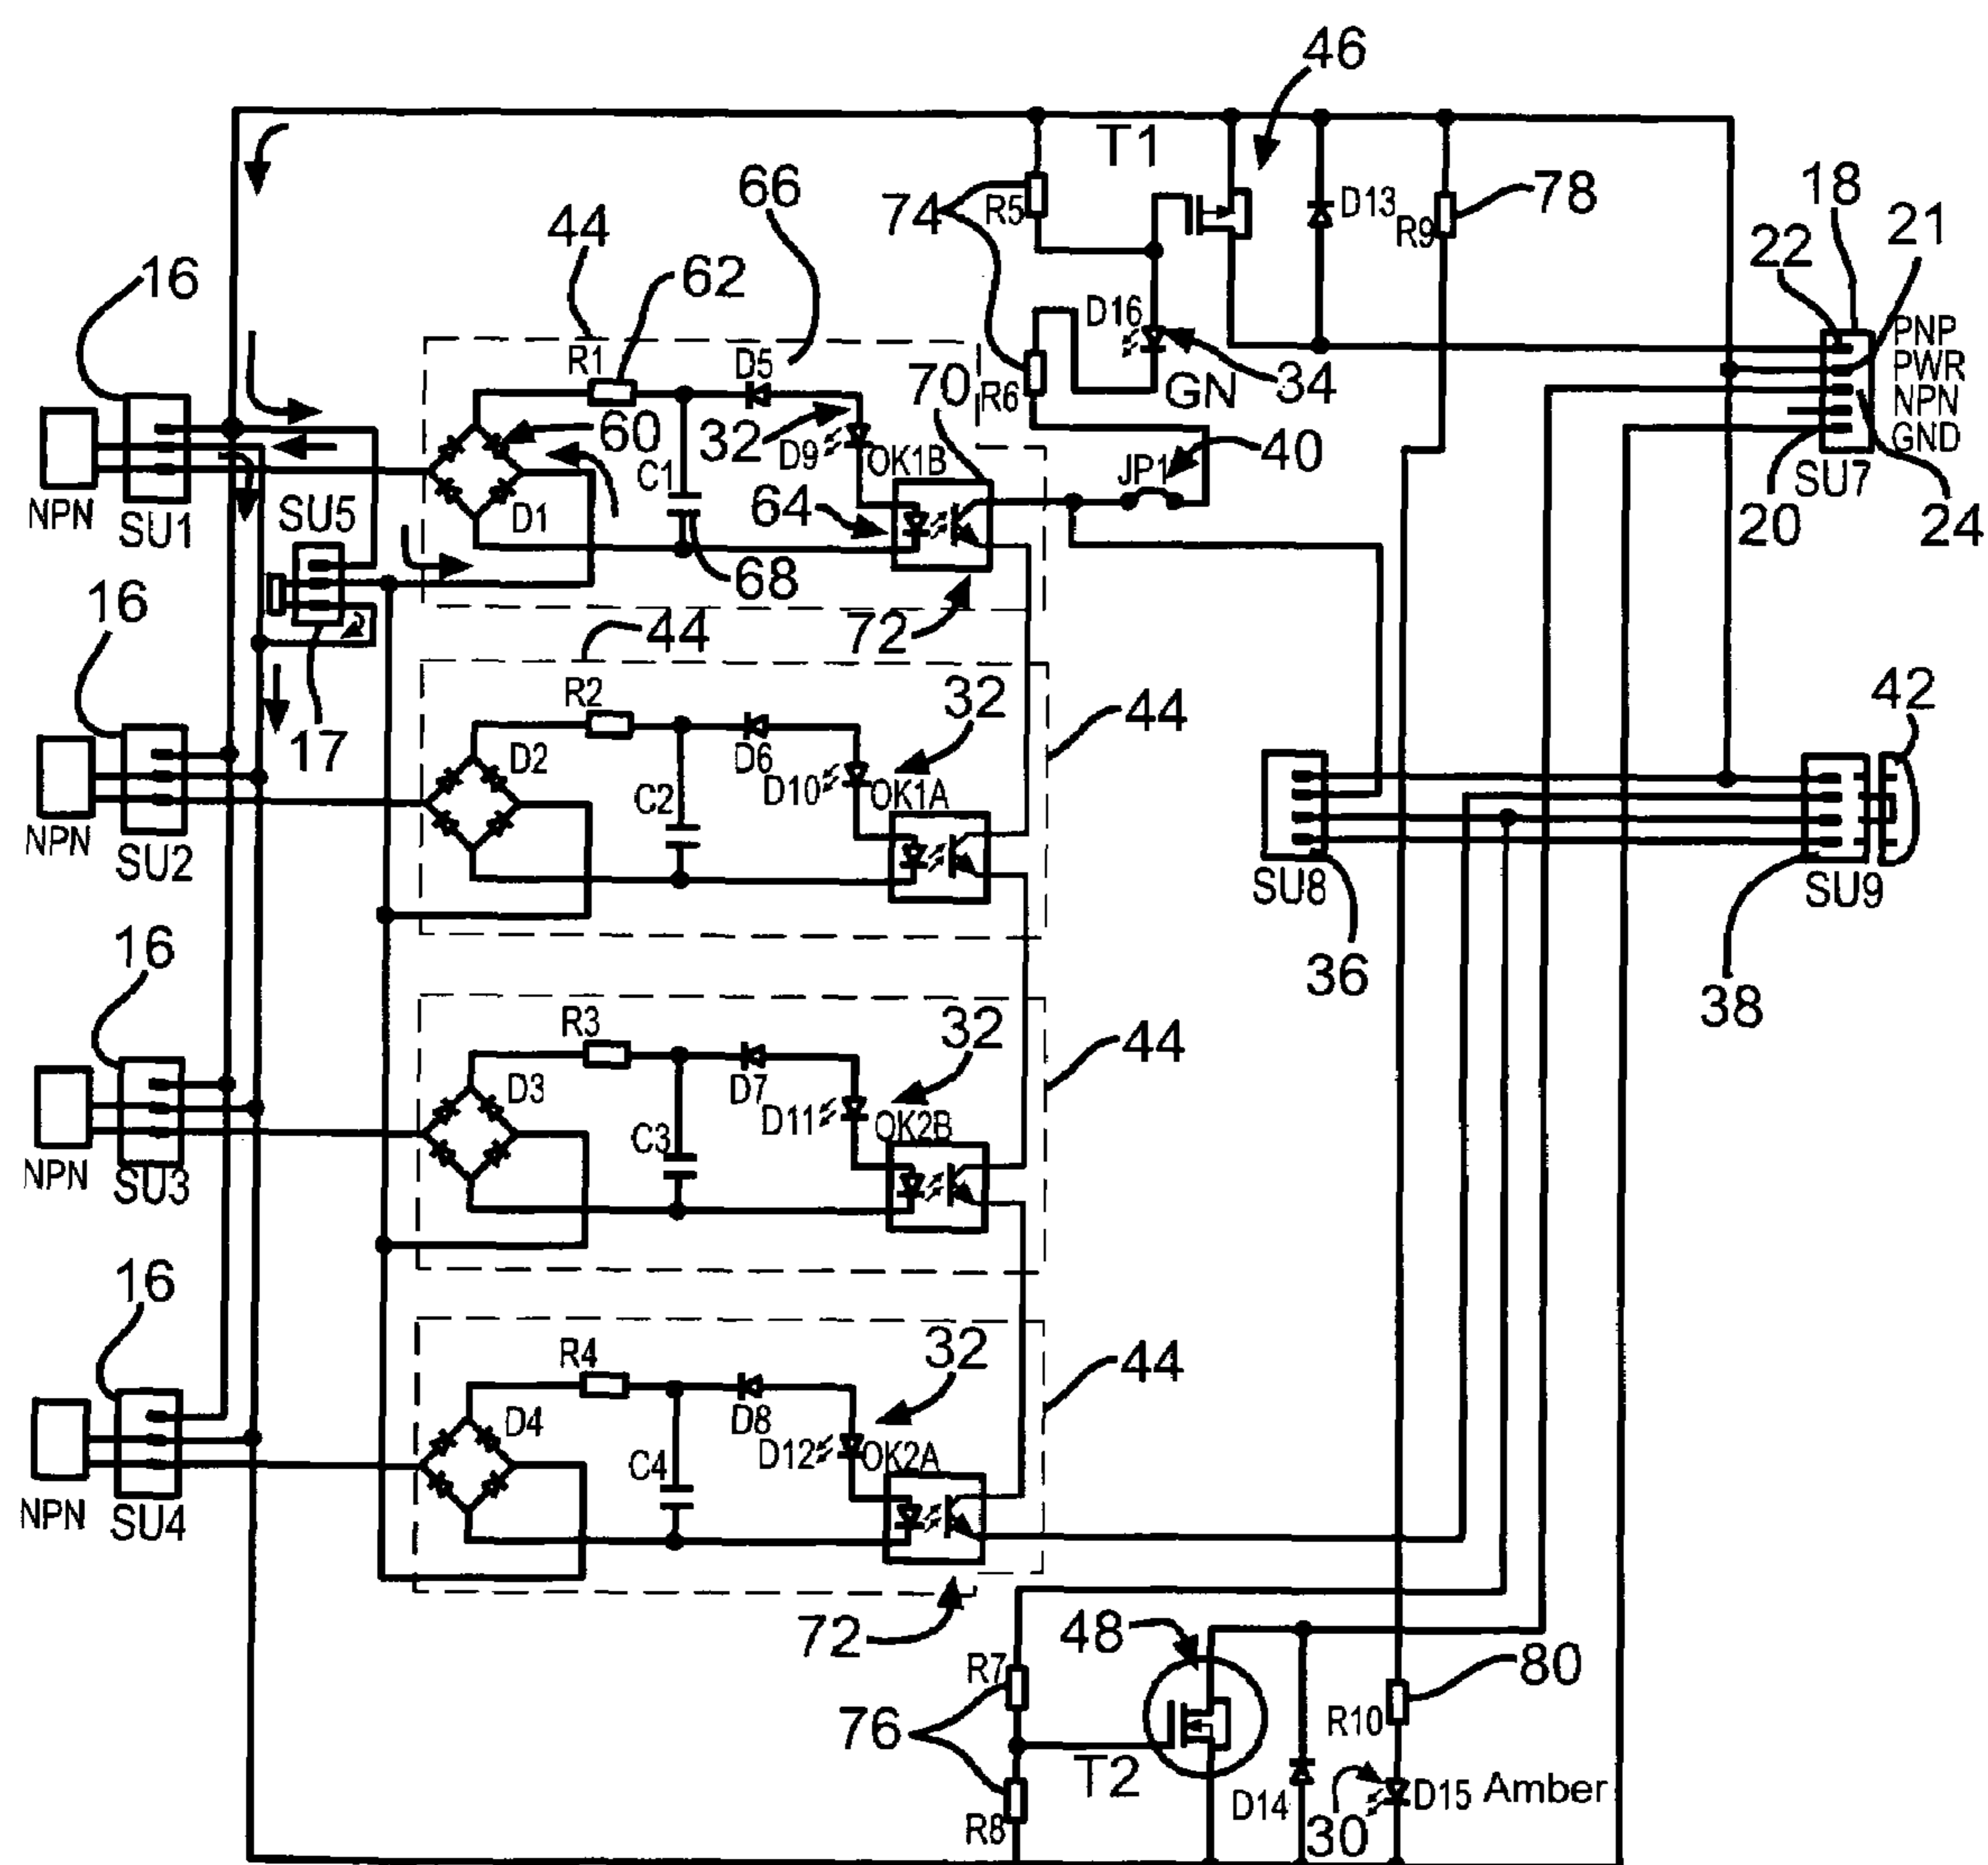 46
T1
66
74
R5
D13
R9
78
18
21
22
44
62
16
D16
34
GN
R1
D5
70
R6
PNP
PWR
NPN
GND
SU7
20
24
60
32
D9
OK1B
C1
JP1
40
NPN
SU1
SU5
D1
64
68
72
16
17
44
R2
32
44
42
D2
D6
D10
OK1A
C2
NPN
SU2
SU8
SU9
36
38
16
R3
32
44
D3
D7
D11
OK2B
C3
NPN
SU3
16
R4
32
44
D4
D8
D12
OK2A
C4
NPN
SU4
72
48
R7
80
R10
76
T2
D14
D15 Amber
R8
30